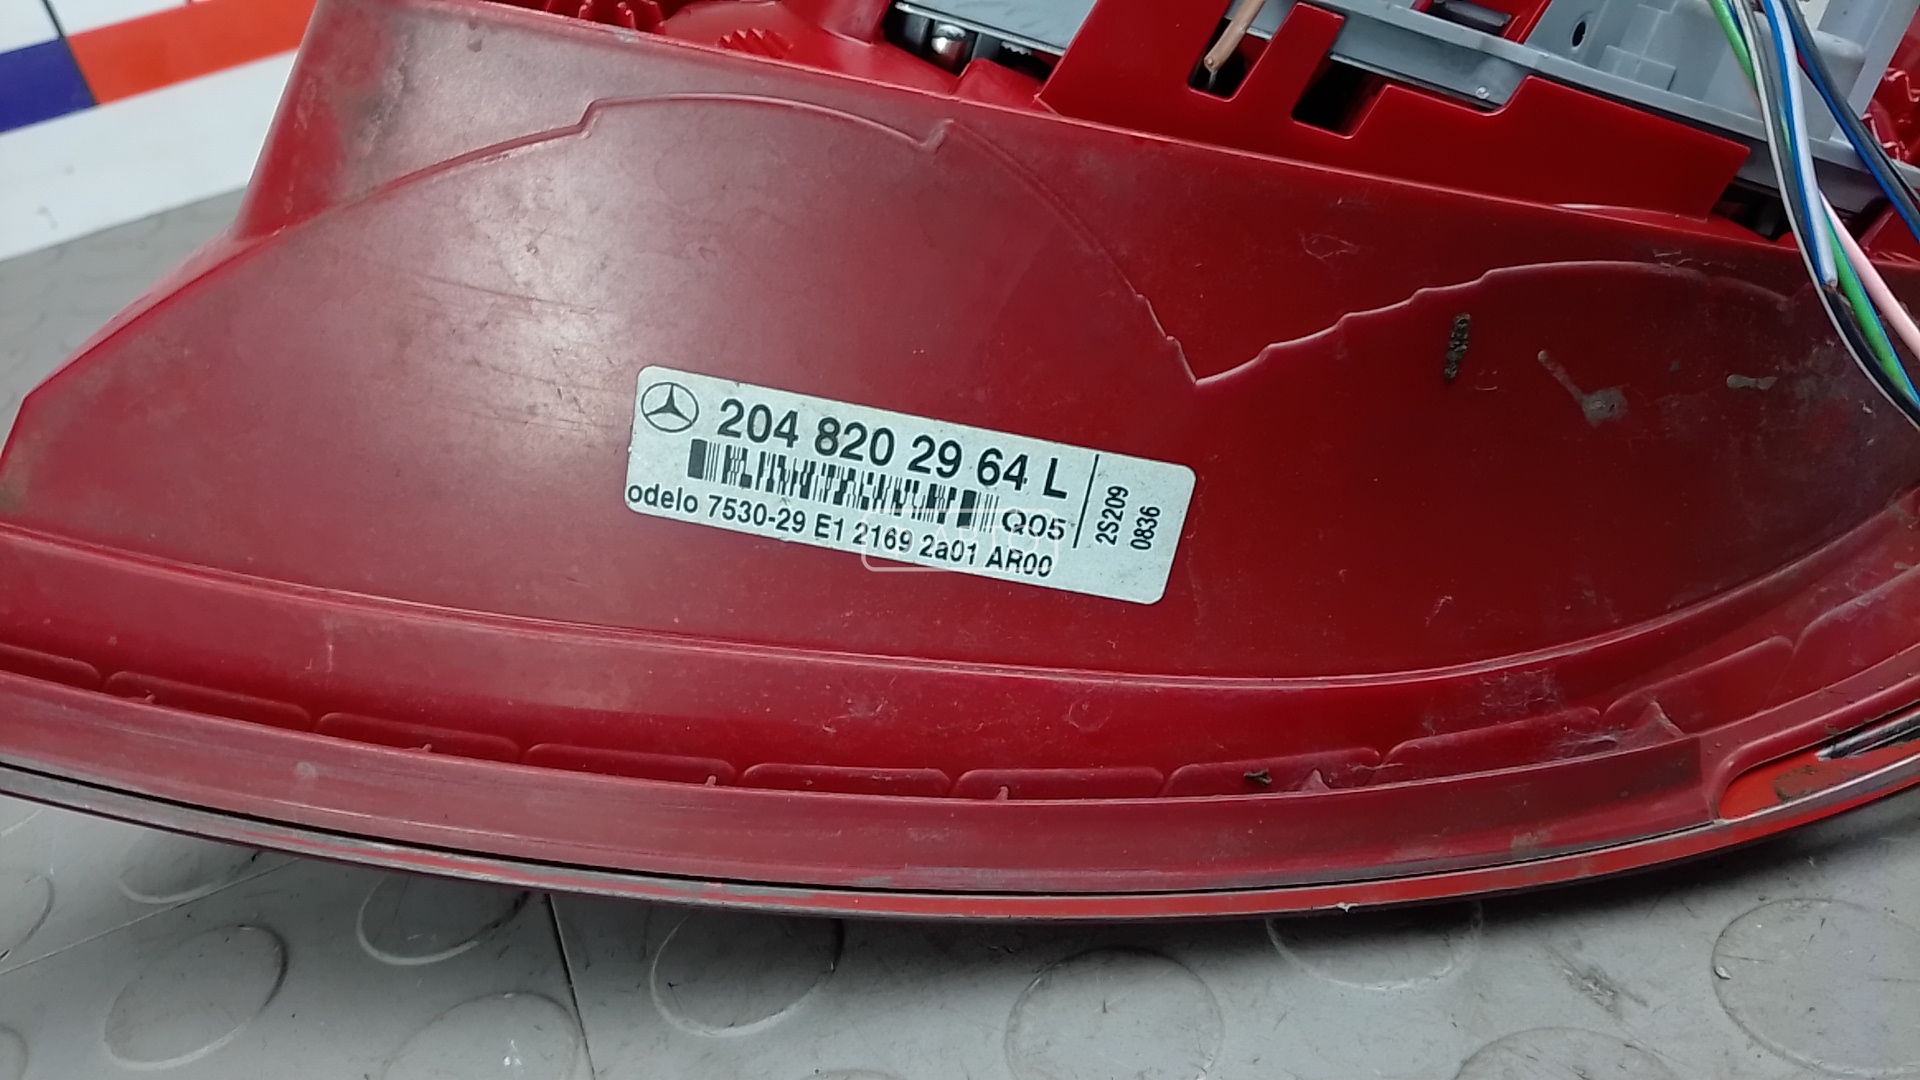 204 820 29 64 L
Q05
odelo 7530-29 E1 2169 2a01 AR00
2S209
0836